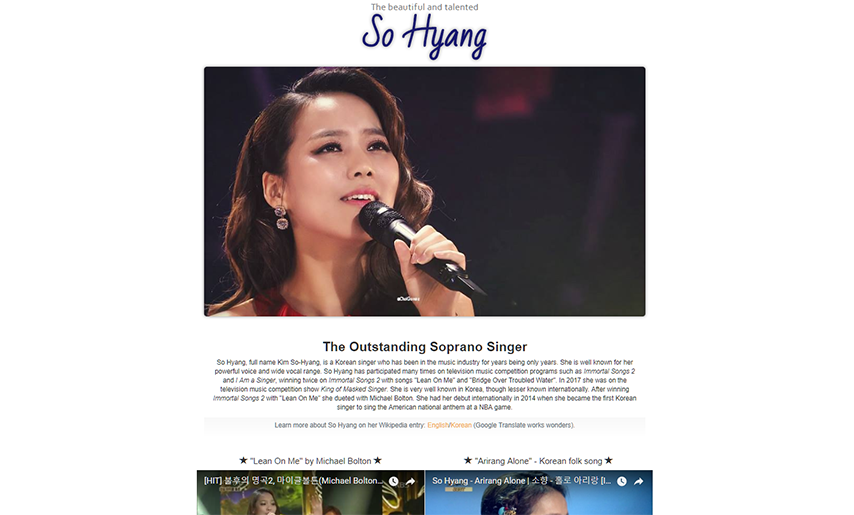 The beautiful and talented
So Hyang
The Outstanding Soprano Singer
So Hyang, full name Kim So-Hyang, is a Korean singer who has been in the music industry for years being only years. She is well known for her
powerful voice and wide vocal range. So Hyang has participated many times on television music competition programs such as Immortal Songs 2
and I Am a Singer, winning twice on Immortal Songs 2 with songs "Lean On Me" and "Bridge Over Troubled Water". In 2017 she was on the
television music competition show King of Masked Singer. She is very well known in Korea, though lesser known internationally. After winning
Immortal Songs 2 with "Lean On Me" she dueted with Michael Bolton. She had her debut internationally in 2014 when she became the first Korean
singer to sing the American national anthem at a NBA game.
Learn more about So Hyang on her Wikipedia entry: English/Korean (Google Translate works wonders).
★ "Lean On Me" by Michael Bolton ★ ★ "Arirang Alone" - Korean folk song ★
[HIT] 불후의 명곡2, 마이클볼튼(Michael Bolton... So Hyang - Arirang Alone | 소향 - 홀로 아리랑 [I...